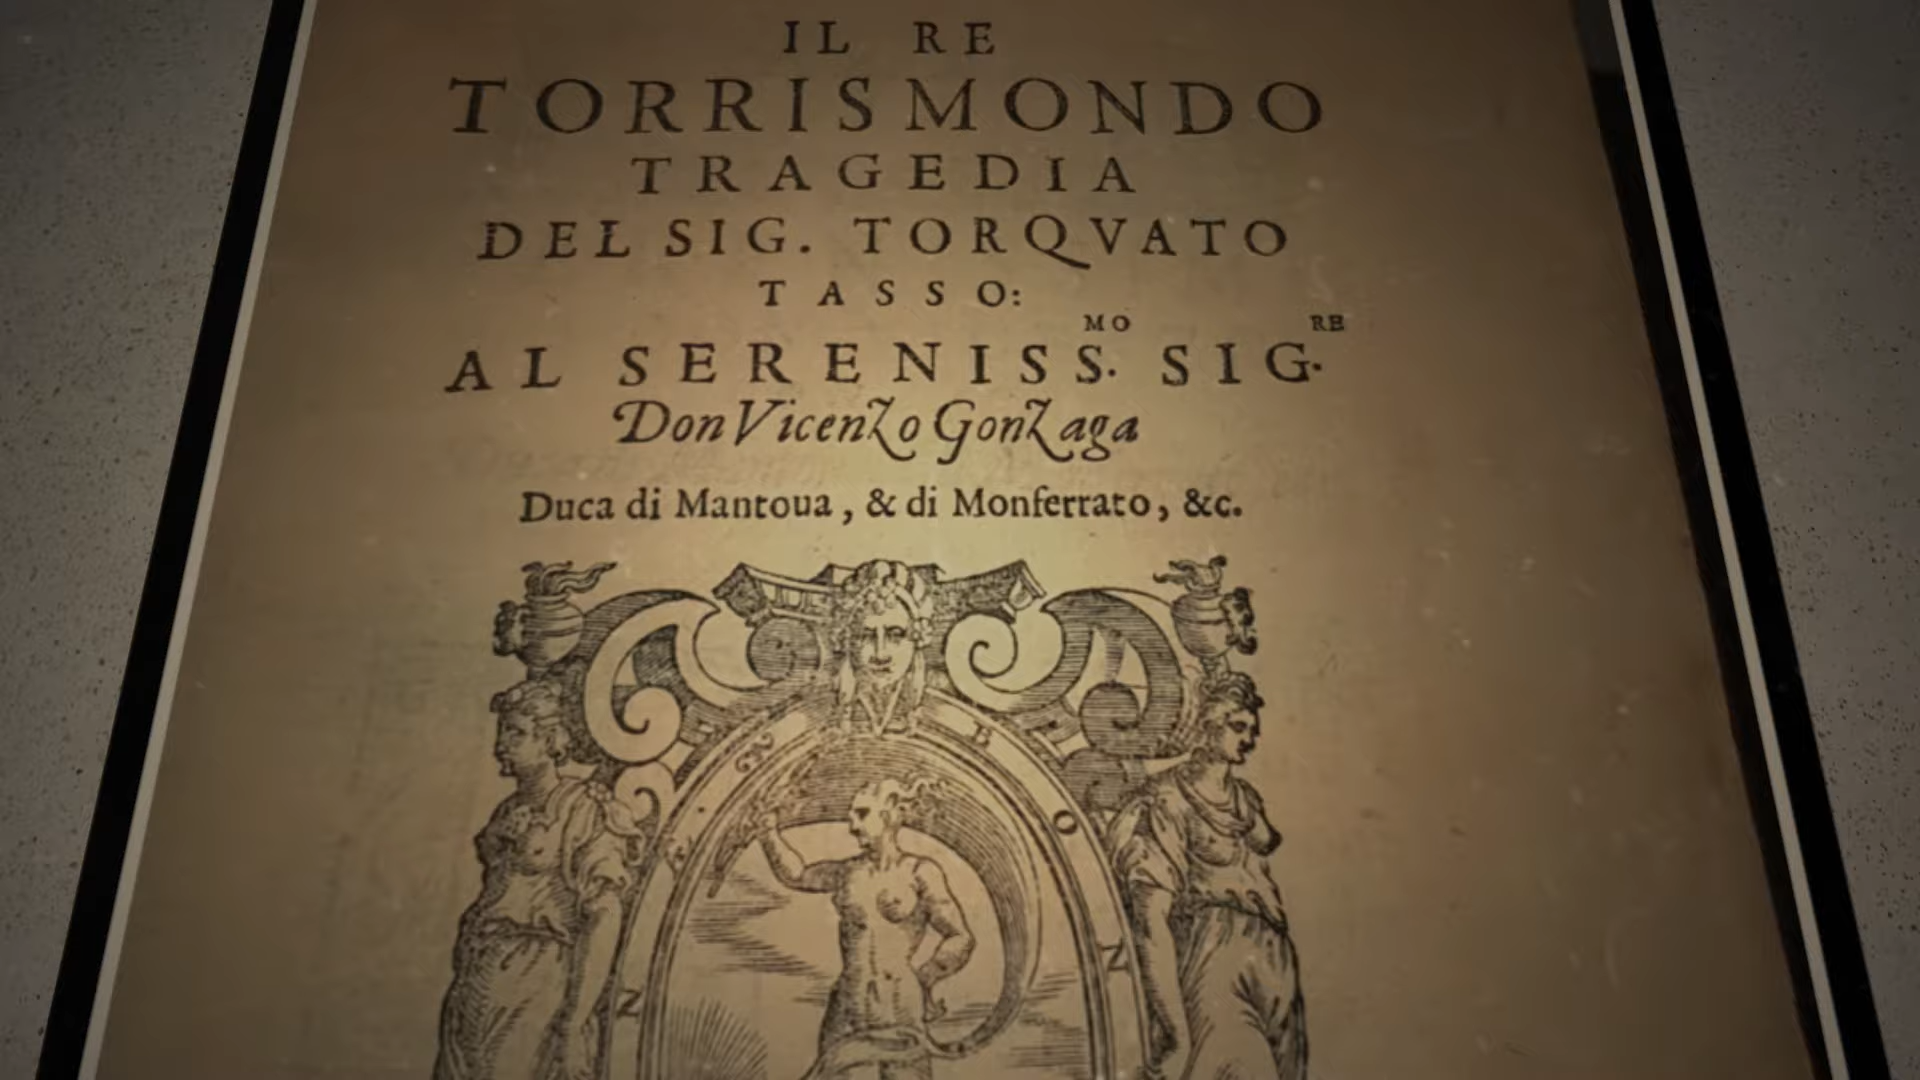 IL RE
TORRISMONDO
TRAGEDIA
DEL SIG. TORQVATO
TASSO:
AL SERENISS.MO SIG.RE
Don Vicenzo Gonzaga
Duca di Mantoua, & di Monferrato, &c.